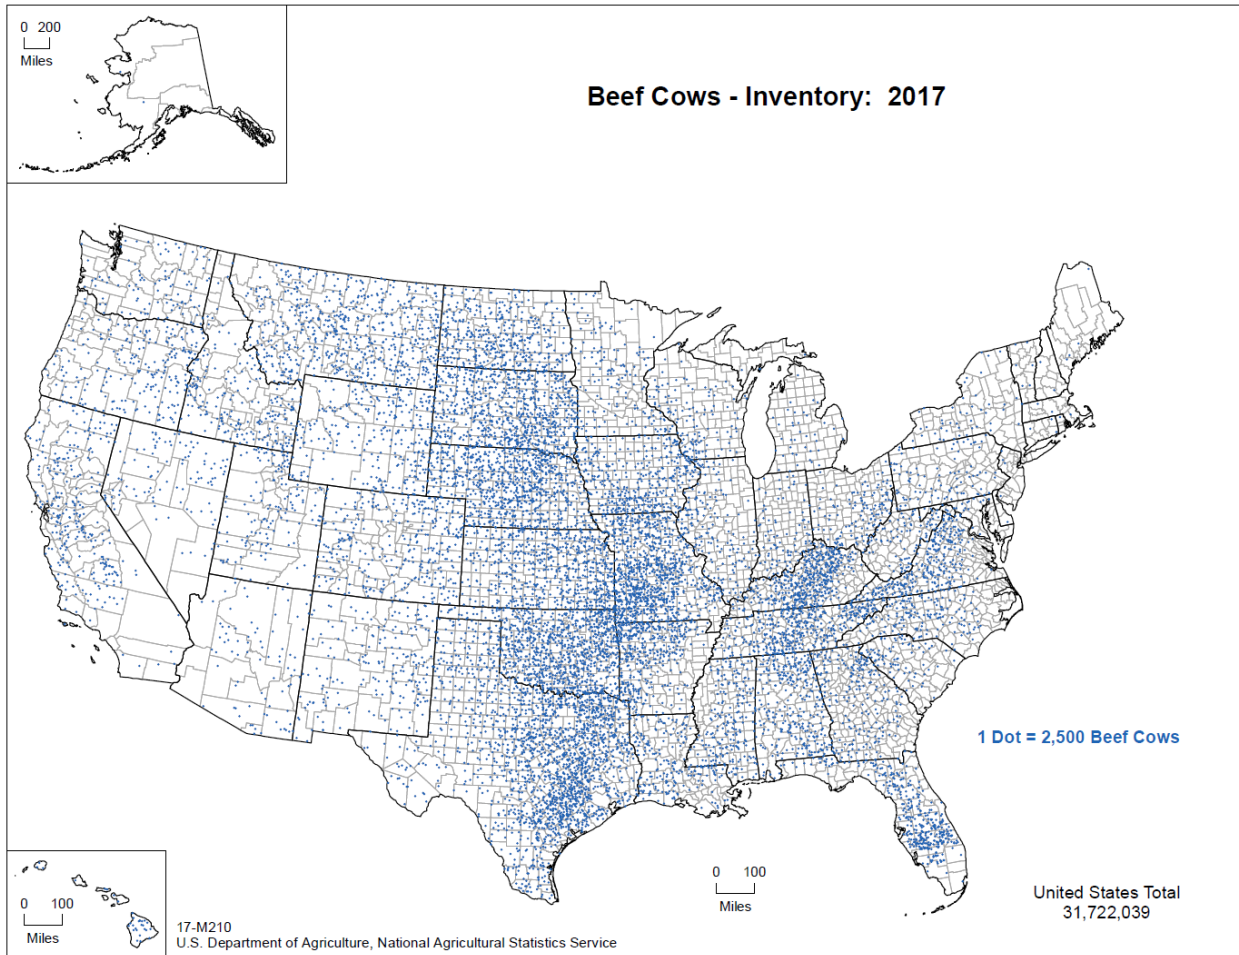 0 200
Miles
Beef Cows - Inventory: 2017
1 Dot = 2,500 Beef Cows
0 100
Miles
0 100
Miles
United States Total
31,722,039
17-M210
U.S. Department of Agriculture, National Agricultural Statistics Service